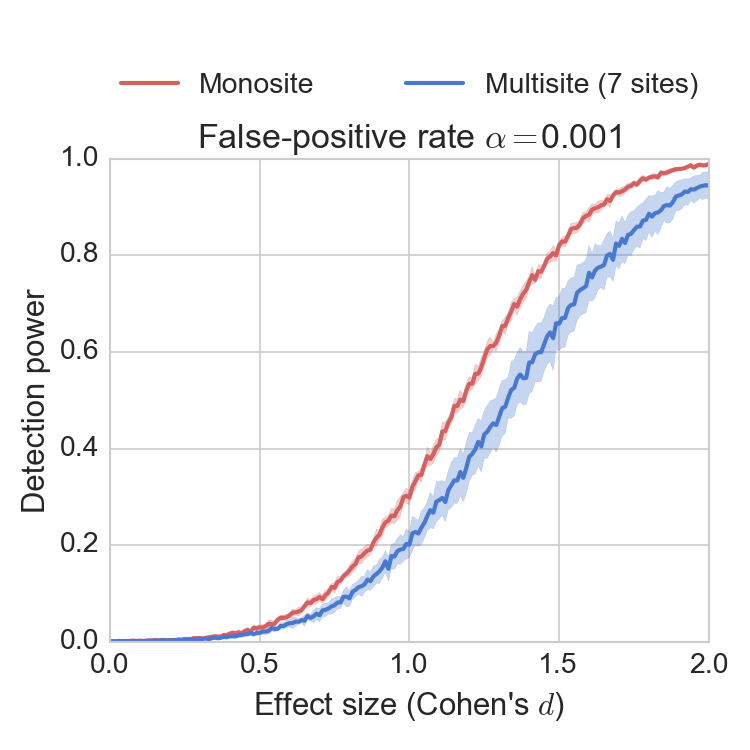 Monosite
Multisite (7 sites)
False-positive rate α=0.001
1.0
0.8
0.6
0.4
0.2
0.0
Detection power
0.0
0.5
1.0
1.5
2.0
Effect size (Cohen's d)